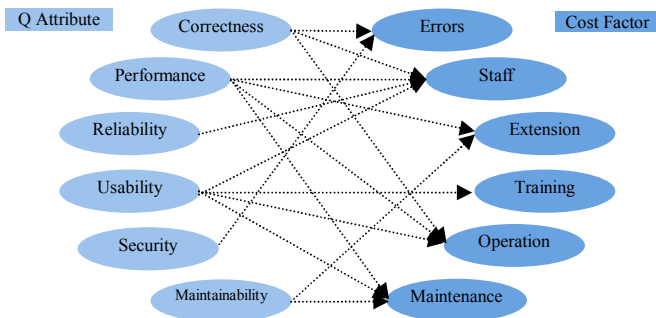 Q Attribute
Correctness
Errors
Cost Factor
Performance
Staff
Reliability
Extension
Usability
Training
Security
Operation
Maintainability
Maintenance